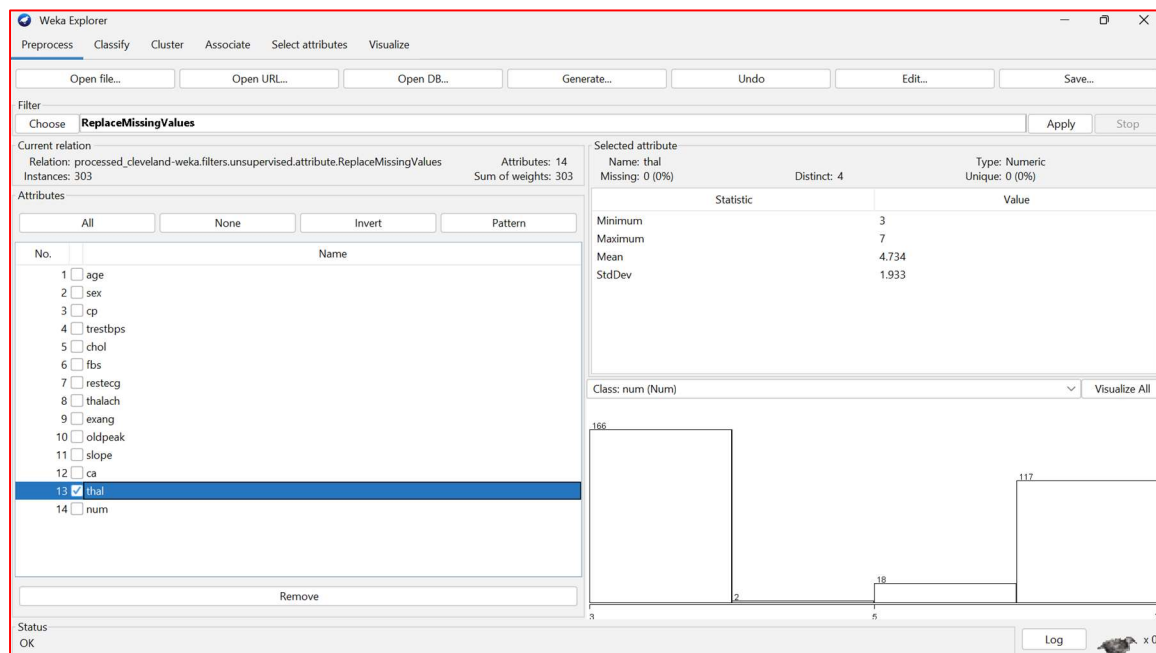 Weka Explorer
Preprocess Classify Cluster Associate Select attributes Visualize
Open file... Open URL... Open DB... Generate... Undo Edit... Save...
Filter
Choose ReplaceMissingValues Apply Stop
Current relation
Relation: processed_cleveland-weka.filters.unsupervised.attribute.ReplaceMissingValues Attributes: 14
Instances: 303 Sum of weights: 303
Attributes
All None Invert Pattern
No. Name
1 age
2 sex
3 cp
4 trestbps
5 chol
6 fbs
7 restecg
8 thalach
9 exang
10 oldpeak
11 slope
12 ca
13 thal
14 num
Remove
Selected attribute
Name: thal Type: Numeric
Missing: 0 (0%) Distinct: 4 Unique: 0 (0%)
Statistic Value
Minimum 3
Maximum 7
Mean 4.734
StdDev 1.933
Class: num (Num) Visualize All
166
117
18
2
3 5
Status
OK
Log x 0